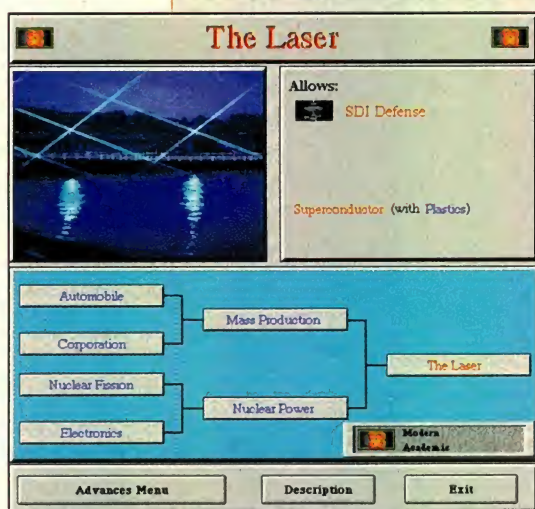 The Laser
Allows:
SDI Defense
Superconductor (with Plastics)
Automobile
Corporation
Nuclear Fission
Electronics
Mass Production
Nuclear Power
The Laser
Modern
Academic
Advances Menu
Description
Exit